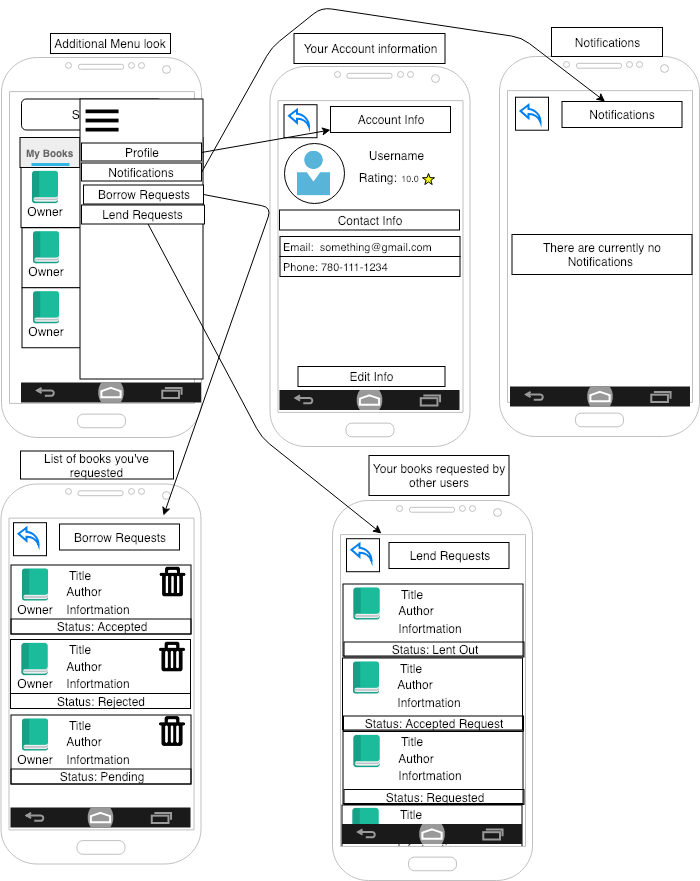 Additional Menu look
S
My Books
Owner
Owner
Owner
Profile
Notifications
Borrow Requests
Lend Requests
Your Account information
Account Info
Username
Rating: 10.0
Contact Info
Email: something@gmail.com
Phone: 780-111-1234
Edit Info
Notifications
Notifications
There are currently no
Notifications
List of books you've
requested
Borrow Requests
Title
Author
Owner Infortmation
Status: Accepted
Title
Author
Owner Infortmation
Status: Rejected
Title
Author
Owner Infortmation
Status: Pending
Your books requested by
other users
Lend Requests
Title
Author
Infortmation
Status: Lent Out
Title
Author
Infortmation
Status: Accepted Request
Title
Author
Infortmation
Status: Requested
Title